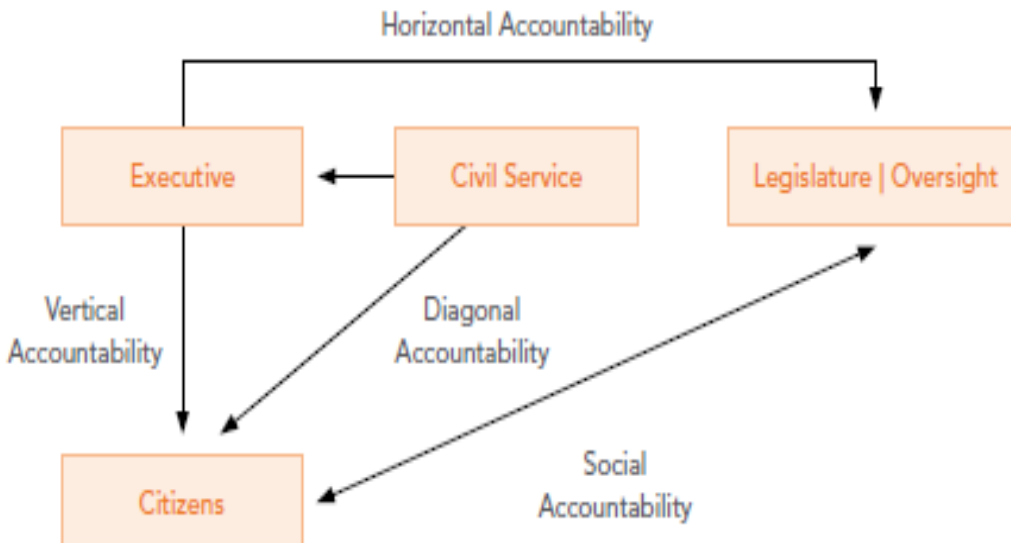 Horizontal Accountability
Executive
Civil Service
Legislature | Oversight
Vertical
Accountability
Diagonal
Accountability
Social
Accountability
Citizens